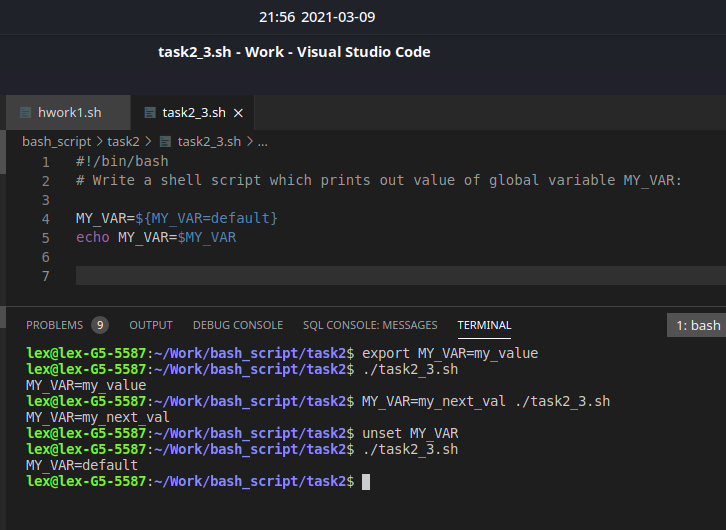 21:56 2021-03-09
task2_3.sh - Work - Visual Studio Code
hwork1.sh task2_3.sh ×
bash_script > task2 > task2_3.sh > ...
1 #!/bin/bash
2 # Write a shell script which prints out value of global variable MY_VAR:
3
4 MY_VAR=${MY_VAR=default}
5 echo MY_VAR=$MY_VAR
6
7
PROBLEMS 9 OUTPUT DEBUG CONSOLE SQL CONSOLE: MESSAGES TERMINAL 1: bash
lex@lex-G5-5587:~/Work/bash_script/task2$ export MY_VAR=my_value
lex@lex-G5-5587:~/Work/bash_script/task2$ ./task2_3.sh
MY_VAR=my_value
lex@lex-G5-5587:~/Work/bash_script/task2$ MY_VAR=my_next_val ./task2_3.sh
MY_VAR=my_next_val
lex@lex-G5-5587:~/Work/bash_script/task2$ unset MY_VAR
lex@lex-G5-5587:~/Work/bash_script/task2$ ./task2_3.sh
MY_VAR=default
lex@lex-G5-5587:~/Work/bash_script/task2$